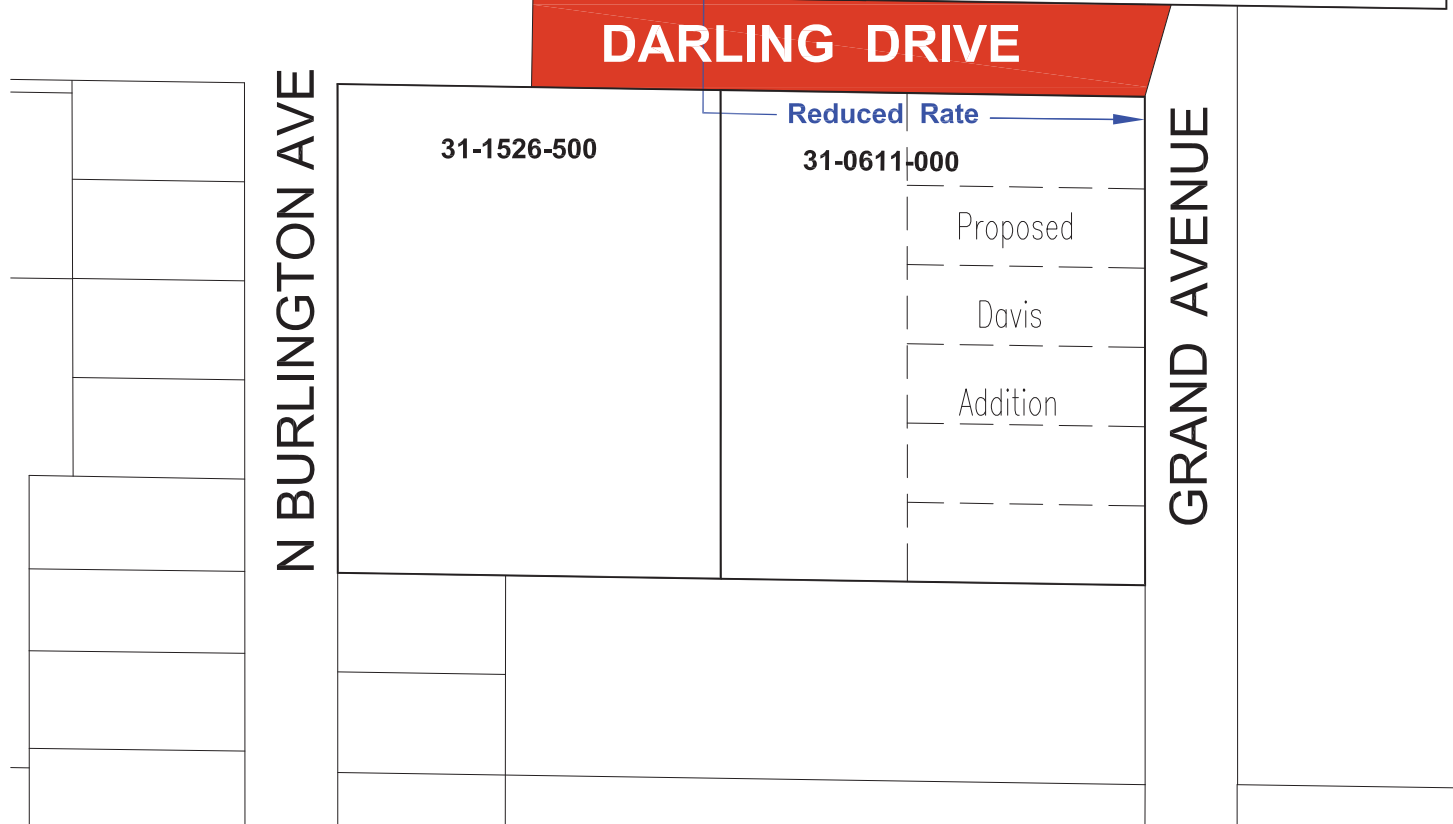 DARLING DRIVE
Reduced Rate
31-1526-500
31-0611-000
N BURLINGTON AVE
GRAND AVENUE
Proposed
Davis
Addition